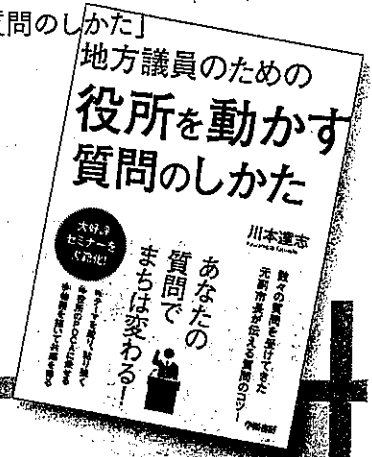 問のしかた」
地方議員のための
役所を動かす
質問のしかた
川本達志
大好評
セミナーを
書籍化!
数々の質問を受けてきた
元副市長が伝える質問のコツ!
あなたの
質問で
まちは変わる!
学陽書房